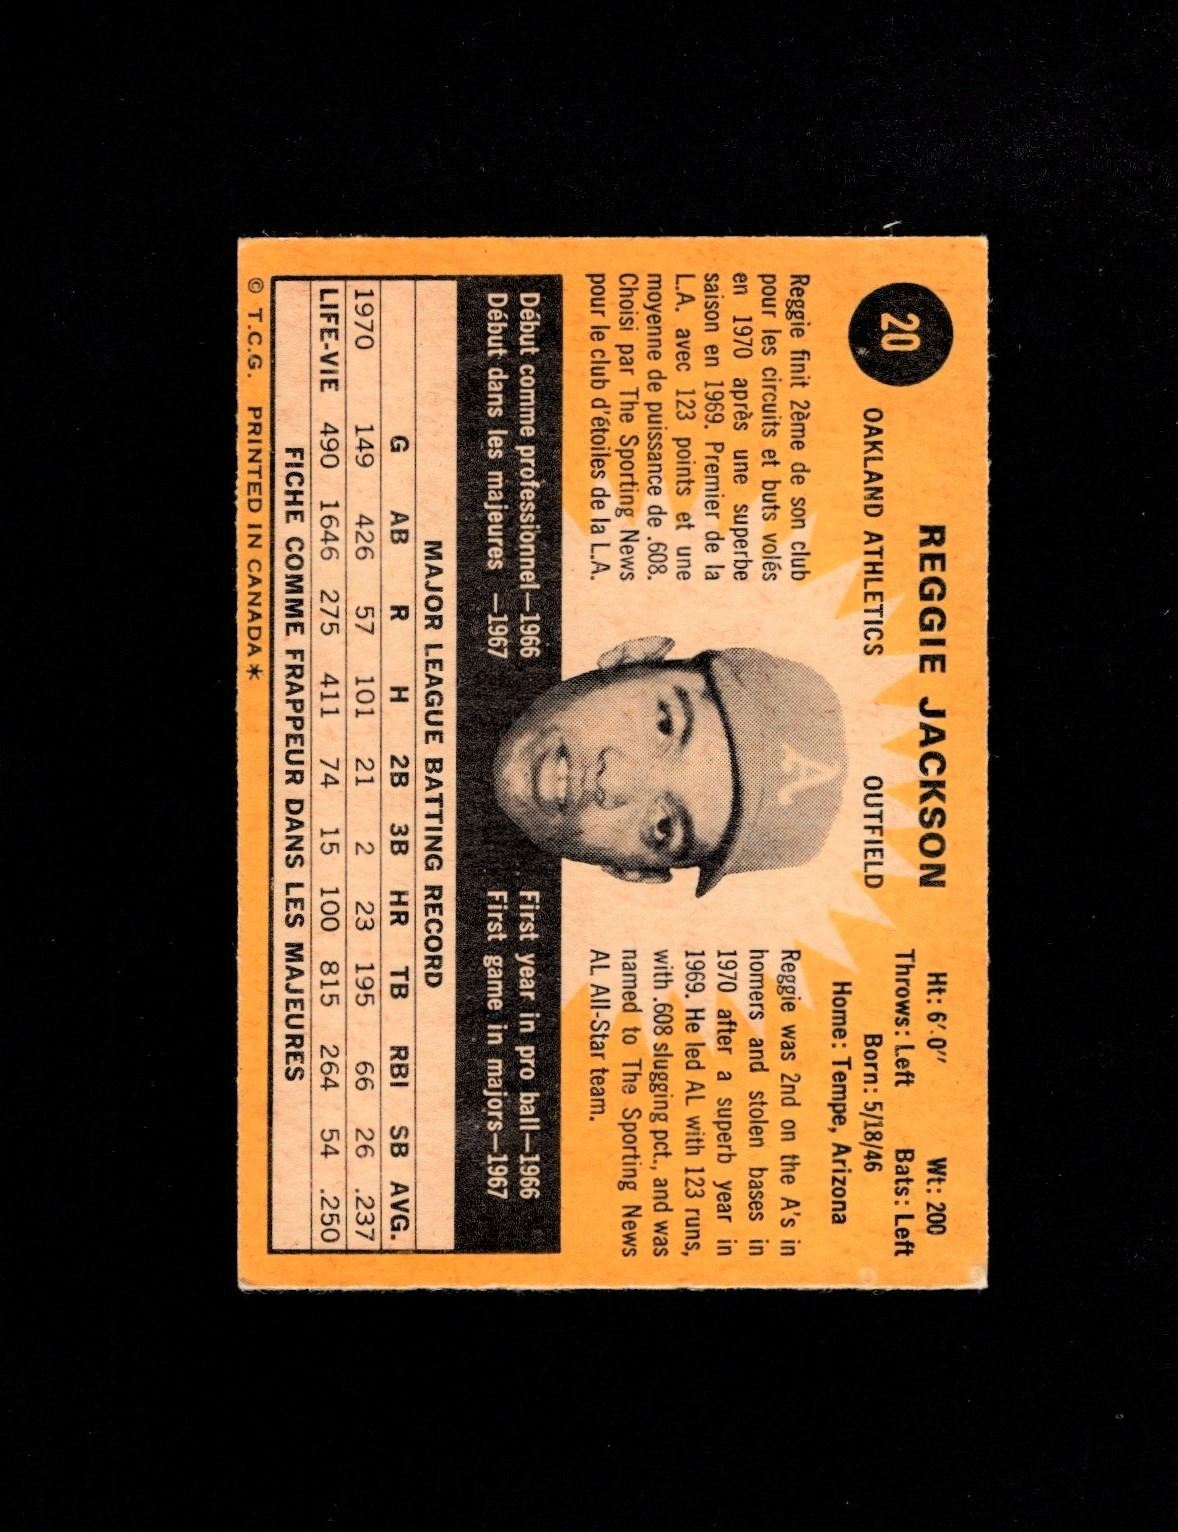 20
REGGIE JACKSON
OAKLAND ATHLETICS OUTFIELD
Ht: 6'.0" Wt: 200
Throws: Left Bats: Left
Born: 5/18/46
Home: Tempe, Arizona
Reggie finit 2ème de son club
pour les circuits et buts volés
en 1970 après une superbe
saison en 1969. Premier de la
L.A. avec 123 points et une
moyenne de puissance de .608.
Choisi par The Sporting News
pour le club d'étoiles de la L.A.
A
Reggie was 2nd on the A's in
homers and stolen bases in
1970 after a superb year in
1969. He led AL with 123 runs,
with .608 slugging pct., and was
named to The Sporting News
AL All-Star team.
Début comme professionnel—1966
Début dans les majeures —1967
First year in pro ball—1966
First game in majors—1967
MAJOR LEAGUE BATTING RECORD
G AB R H 2B 3B HR TB RBI SB AVG.
1970 149 426 57 101 21 2 23 195 66 26 .237
LIFE-VIE 490 1646 275 411 74 15 100 815 264 54 .250
FICHE COMME FRAPPEUR DANS LES MAJEURES
© T.C.G. PRINTED IN CANADA*